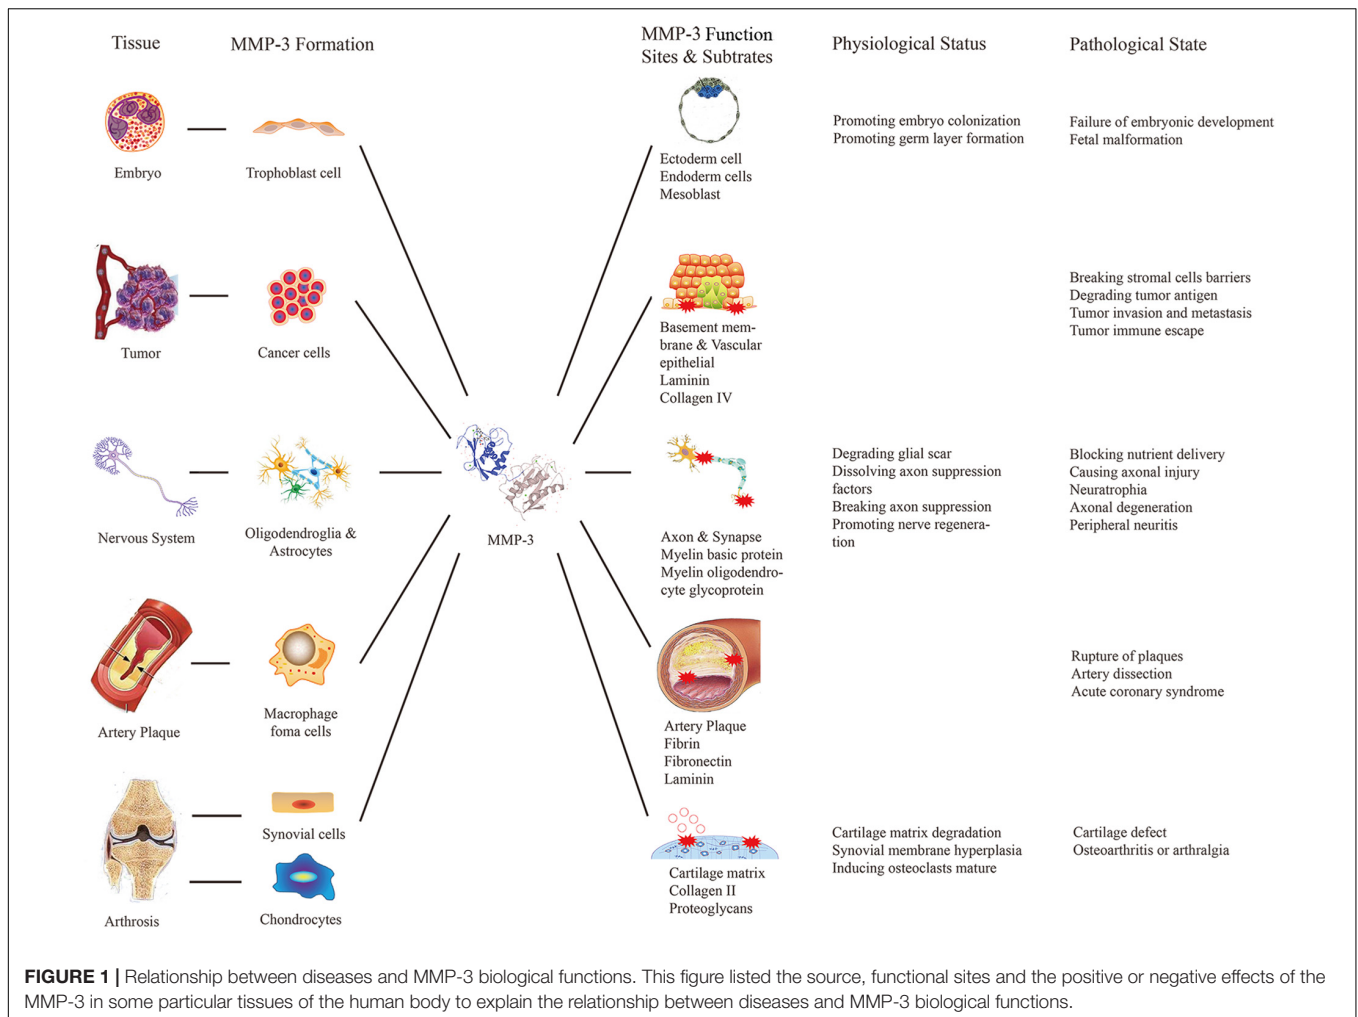 Tissue
MMP-3 Formation
MMP-3 Function
Sites & Subtrates
Physiological Status
Pathological State
Embryo
Trophoblast cell
Ectoderm cell
Endoderm cells
Mesoblast
Promoting embryo colonization
Promoting germ layer formation
Failure of embryonic development
Fetal malformation
Tumor
Cancer cells
Basement mem-
brane & Vascular
epithelial
Laminin
Collagen IV
Breaking stromal cells barriers
Degrading tumor antigen
Tumor invasion and metastasis
Tumor immune escape
Nervous System
Oligodendroglia &
Astrocytes
MMP-3
Axon & Synapse
Myelin basic protein
Myelin oligodendro-
cyte glycoprotein
Degrading glial scar
Dissolving axon suppression
factors
Breaking axon suppression
Promoting nerve regenera-
tion
Blocking nutrient delivery
Causing axonal injury
Neuratrophia
Axonal degeneration
Peripheral neuritis
Artery Plaque
Macrophage
foma cells
Artery Plaque
Fibrin
Fibronectin
Laminin
Rupture of plaques
Artery dissection
Acute coronary syndrome
Arthrosis
Synovial cells
Chondrocytes
Cartilage matrix
Collagen II
Proteoglycans
Cartilage matrix degradation
Synovial membrane hyperplasia
Inducing osteoclasts mature
Cartilage defect
Osteoarthritis or arthralgia
FIGURE 1 | Relationship between diseases and MMP-3 biological functions. This figure listed the source, functional sites and the positive or negative effects of the
MMP-3 in some particular tissues of the human body to explain the relationship between diseases and MMP-3 biological functions.